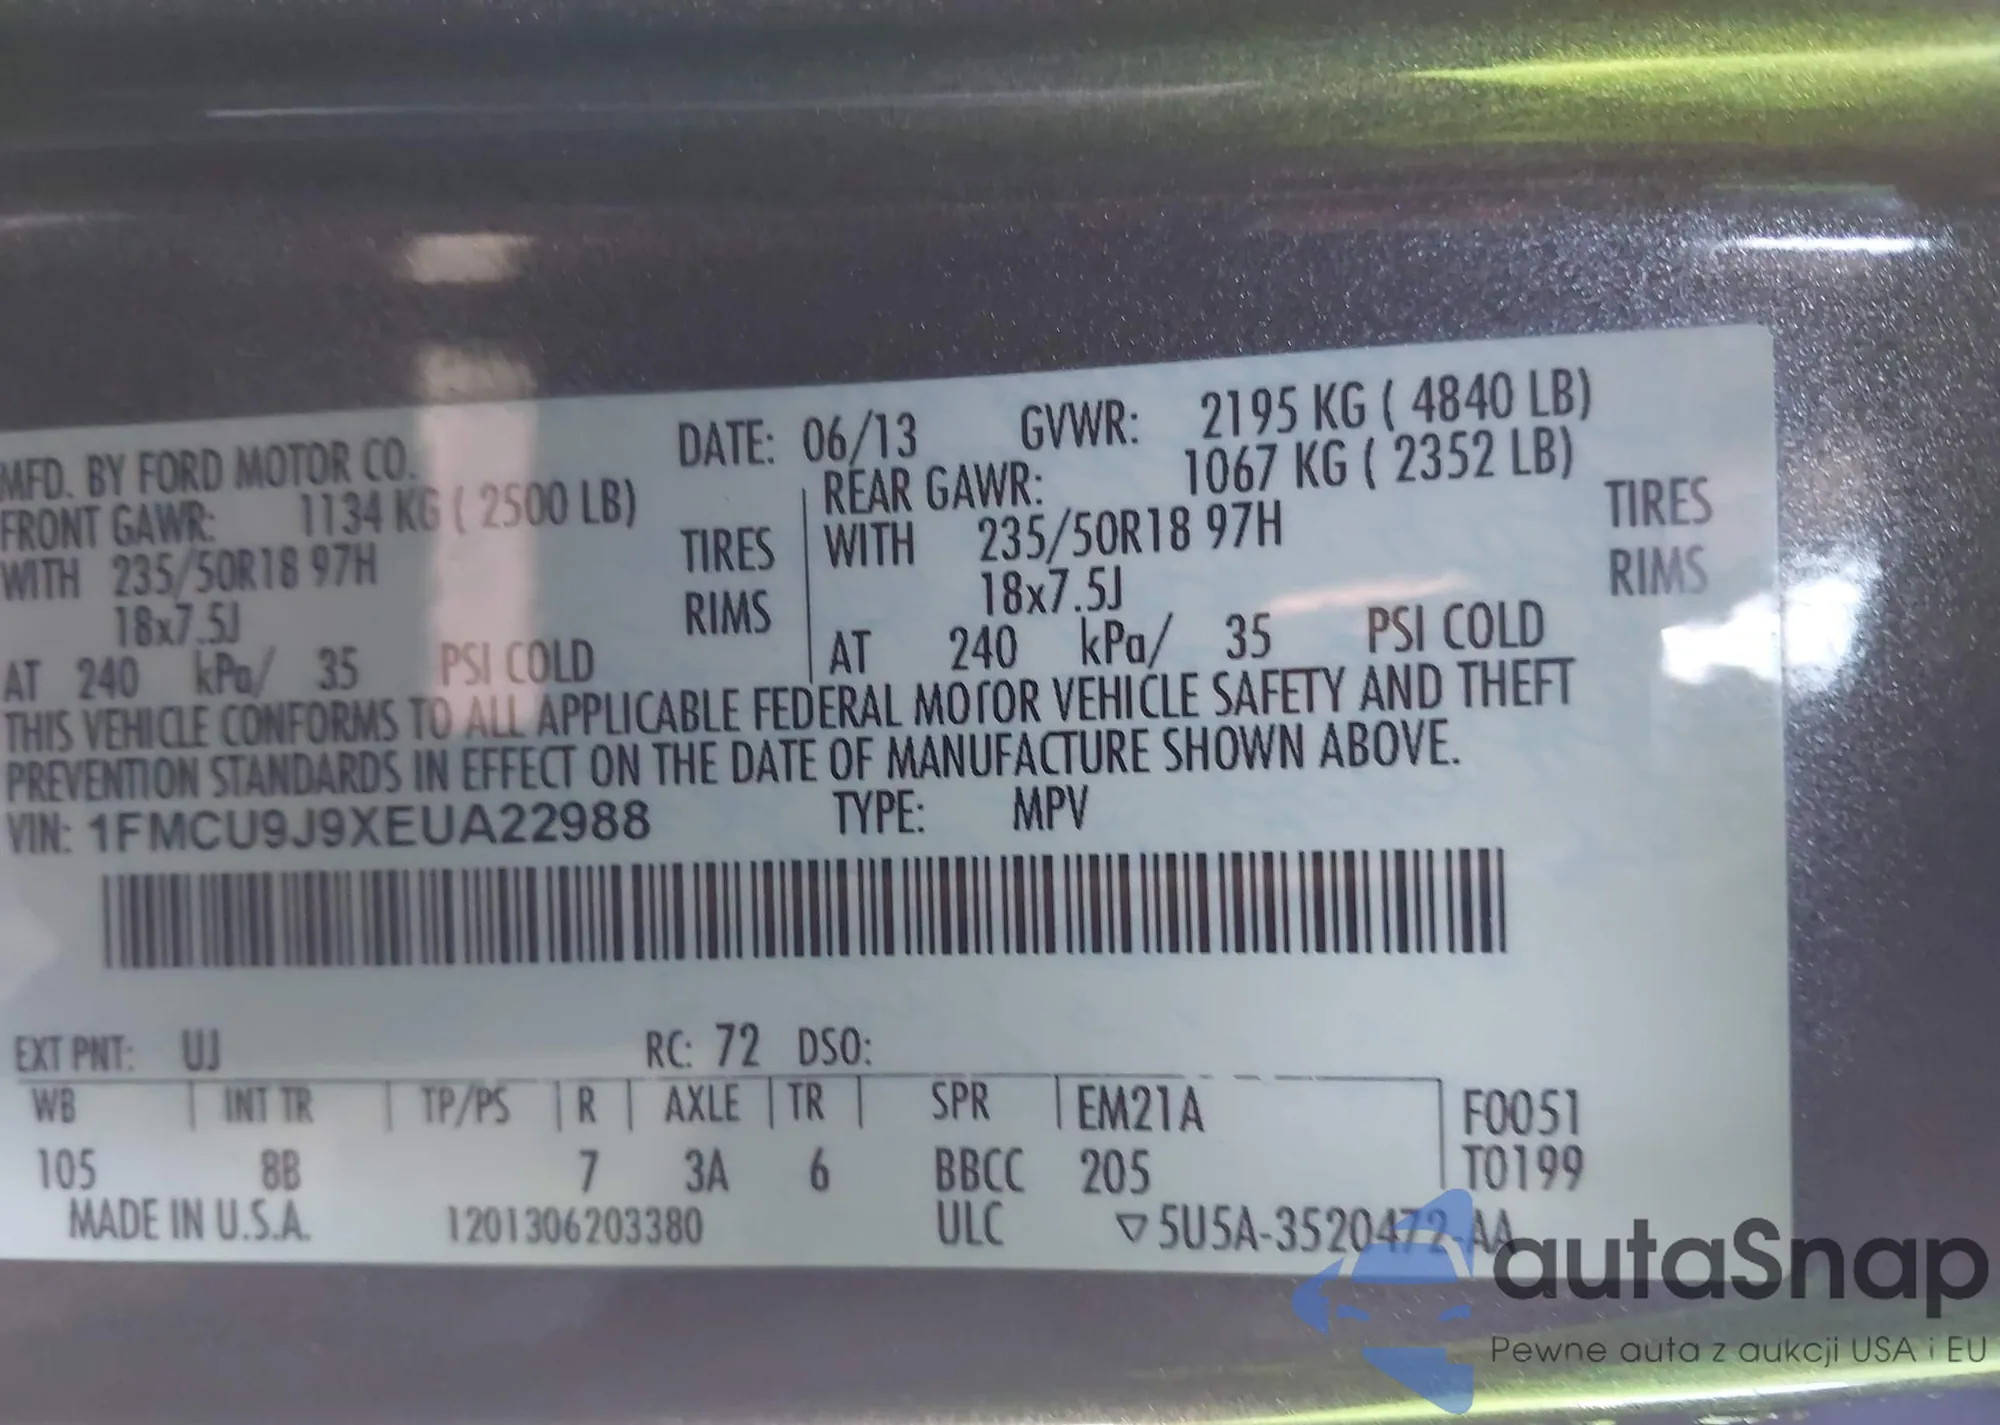 MFD. BY FORD MOTOR CO. DATE: 06/13 GVWR: 2195 KG ( 4840 LB)
FRONT GAWR: 1134 KG ( 2500 LB) REAR GAWR: 1067 KG ( 2352 LB)
WITH 235/50R18 97H TIRES WITH 235/50R18 97H TIRES
18x7.5J RIMS 18x7.5J RIMS
AT 240 kPa/ 35 PSI COLD AT 240 kPa/ 35 PSI COLD
THIS VEHICLE CONFORMS TO ALL APPLICABLE FEDERAL MOTOR VEHICLE SAFETY AND THEFT
PREVENTION STANDARDS IN EFFECT ON THE DATE OF MANUFACTURE SHOWN ABOVE.
VIN: 1FMCU9J9XEUA22988 TYPE: MPV
EXT PNT: UJ RC: 72 DSO:
WB INT TR TP/PS R AXLE TR SPR EM21A F0051
105 8B 7 3A 6 BBCC 205 T0199
MADE IN U.S.A. 1201306203380 ULC ▽5U5A-3520472-AA
autaSnap
Pewne auta z aukcji USA i EU